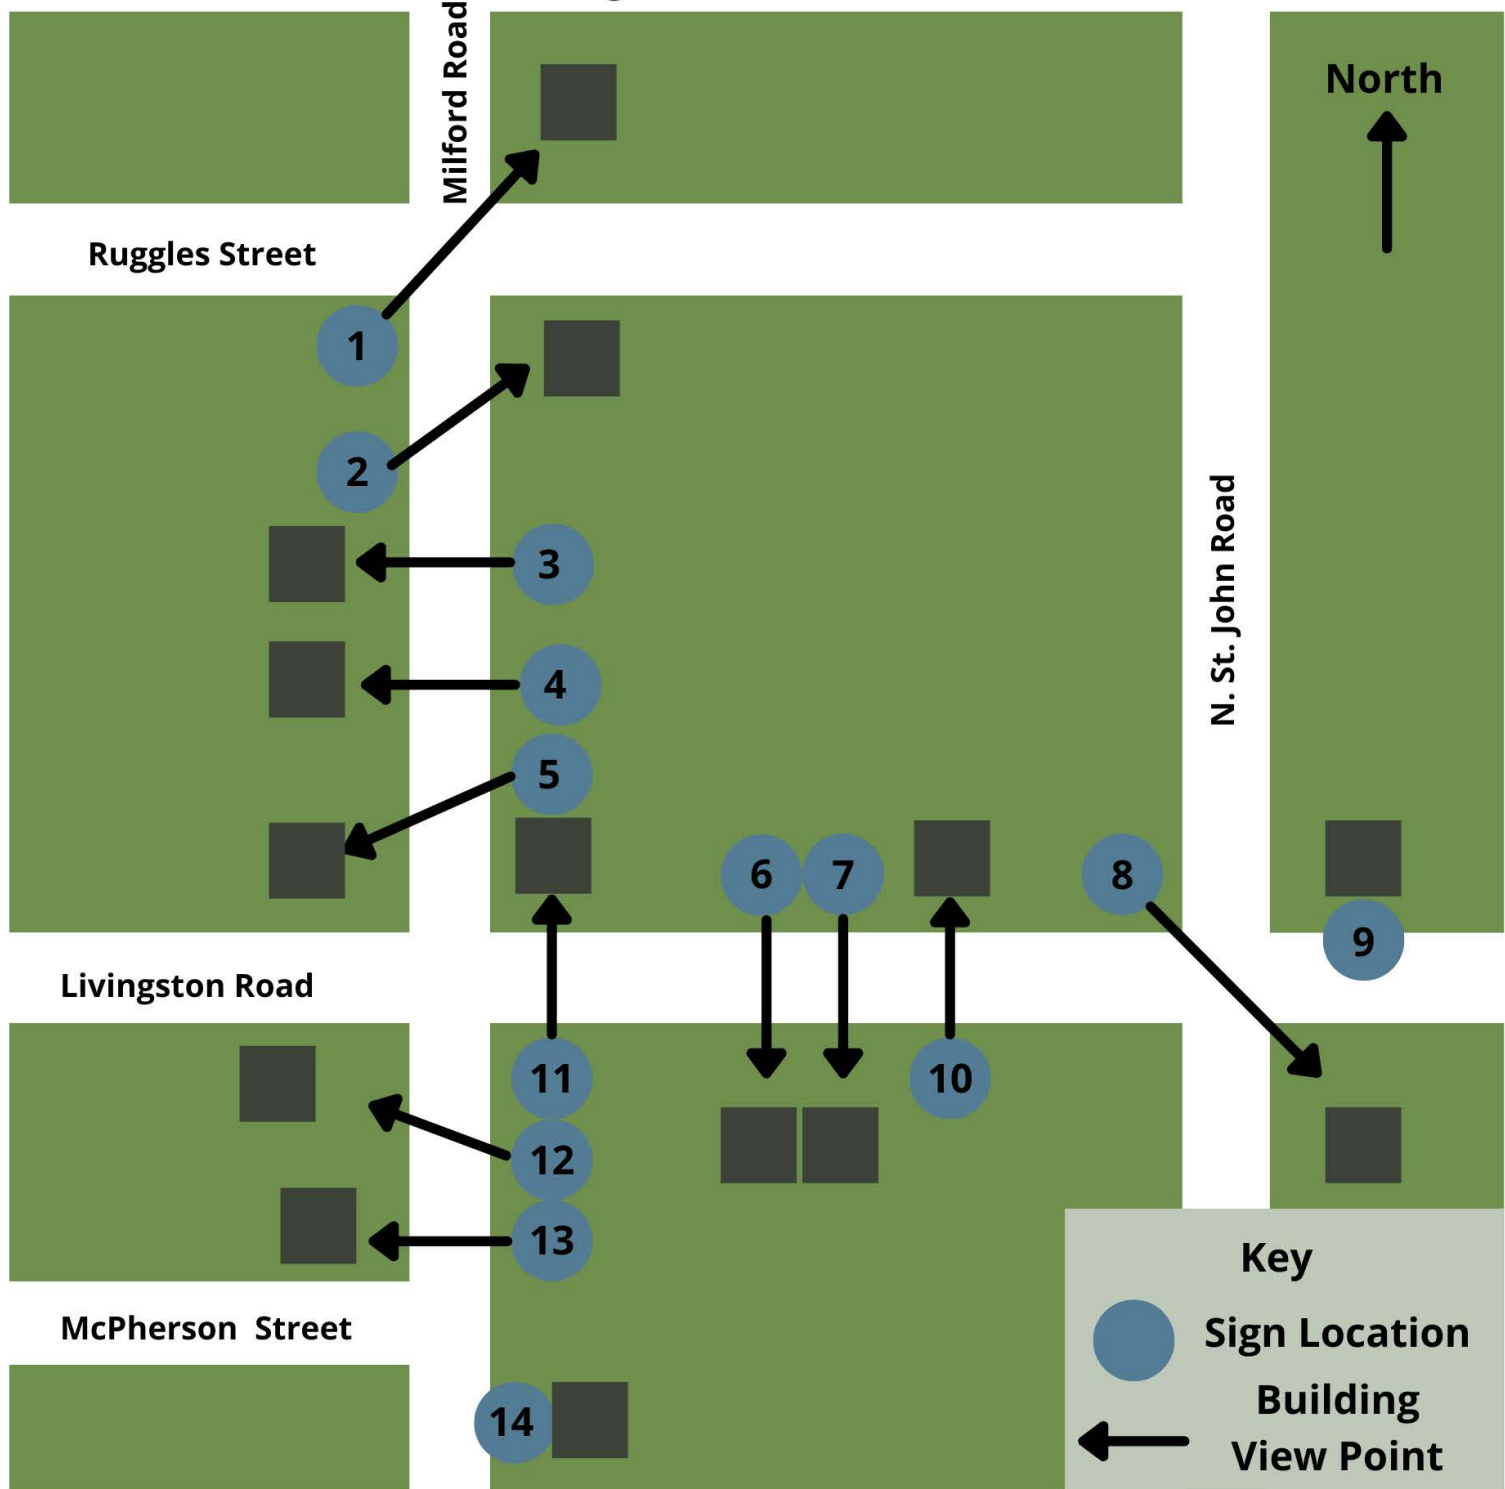 Milford Road
North
Ruggles Street
1
2
3
N. St. John Road
4
5
6
7
8
9
Livingston Road
11
10
12
13
Key
McPherson Street
Sign Location
Building
View Point
14